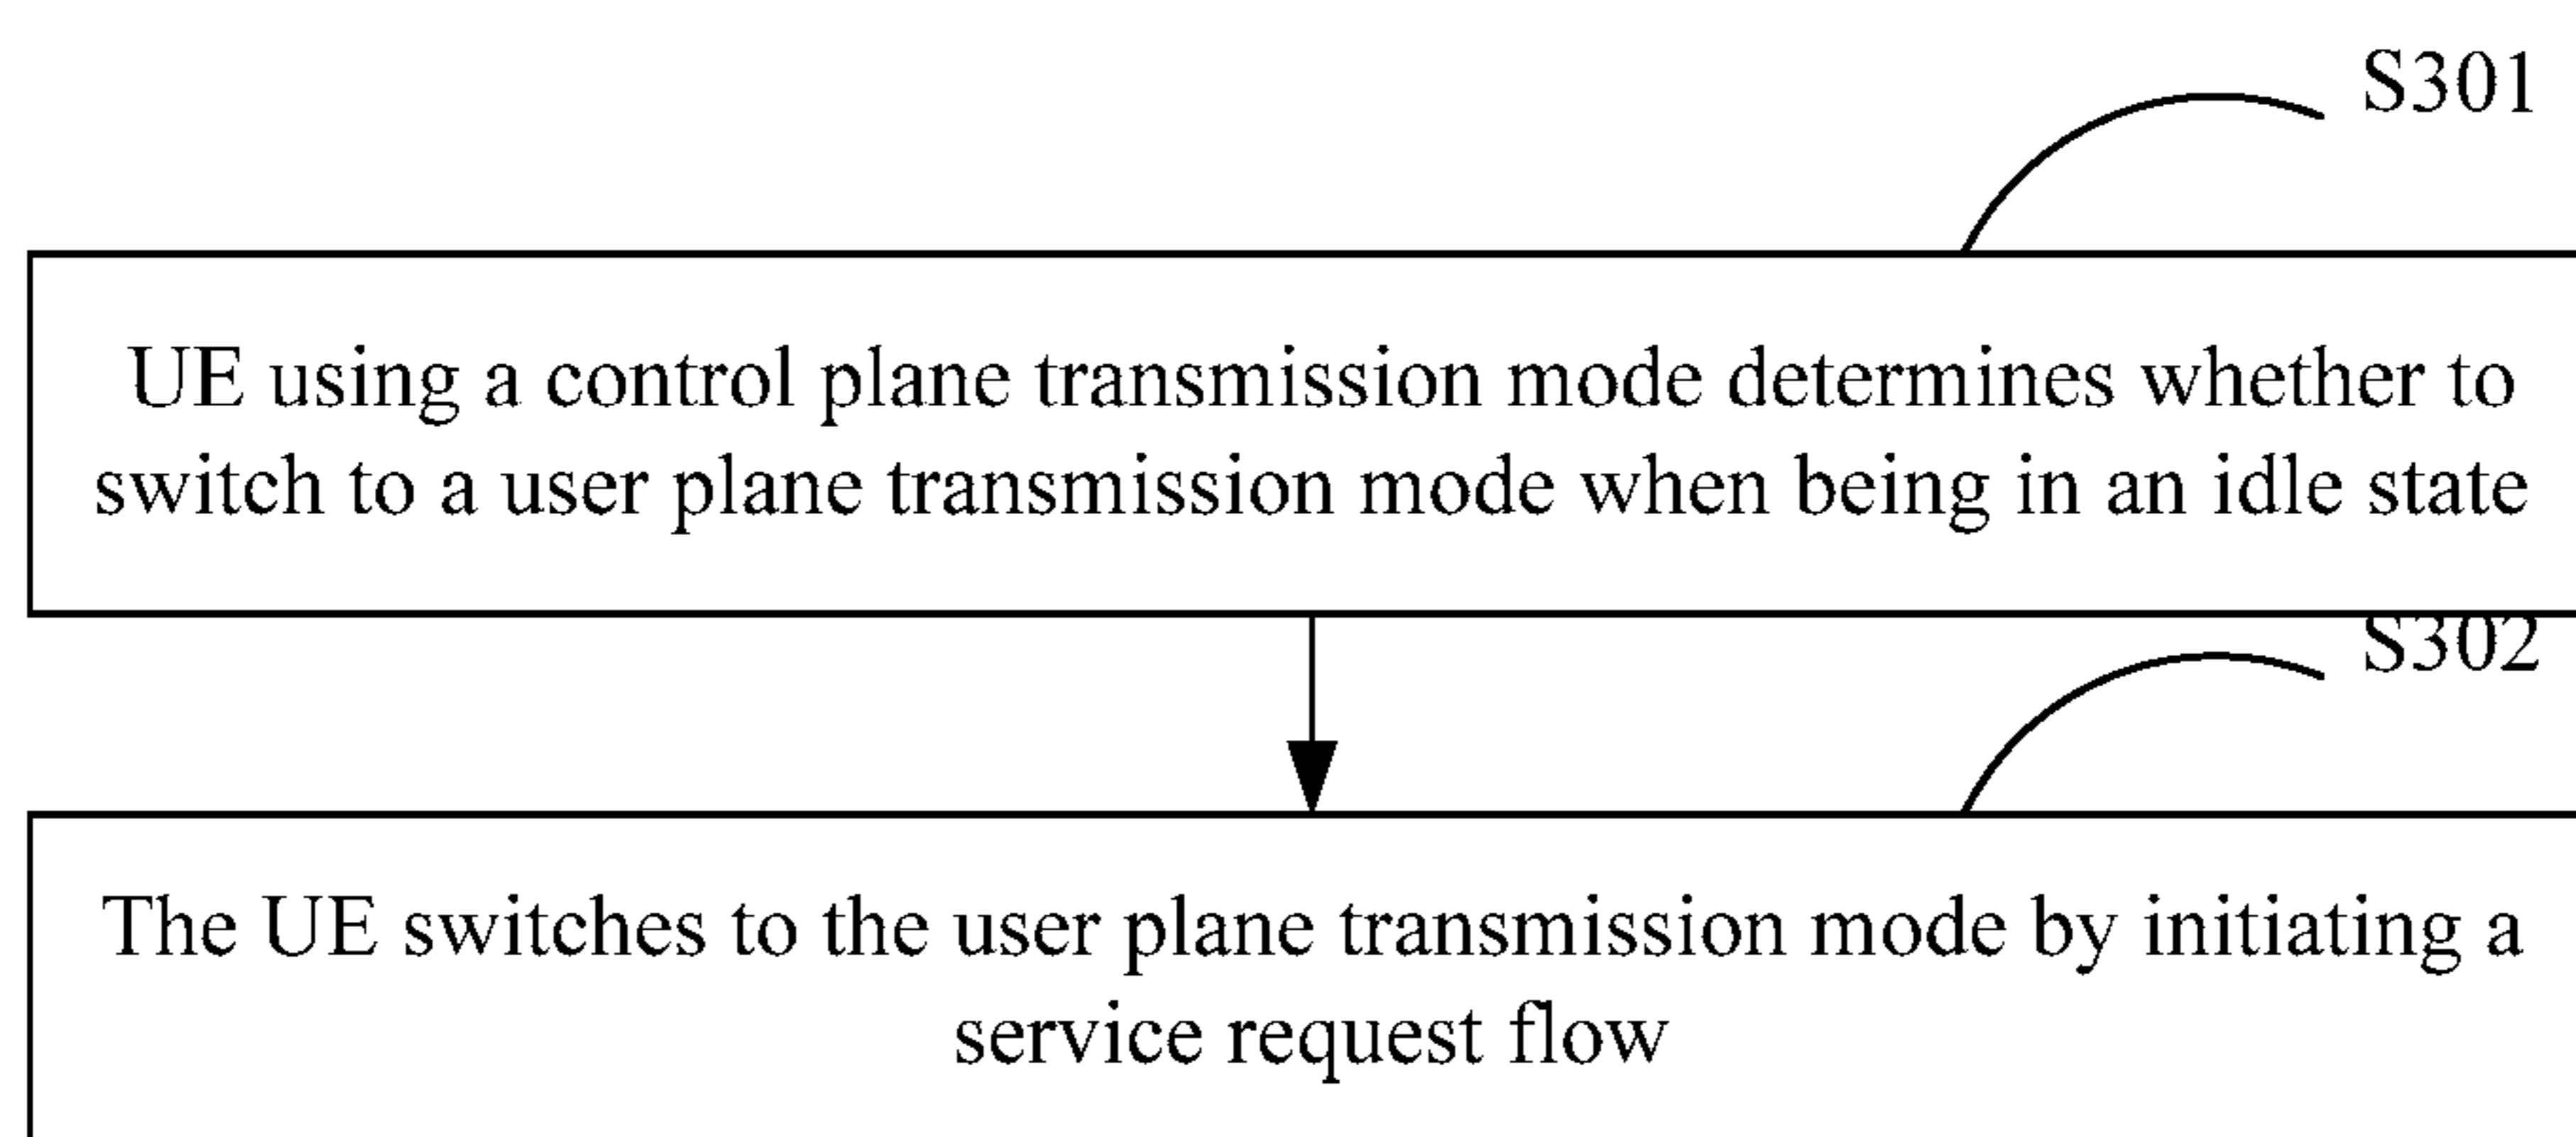 S301
UE using a control plane transmission mode determines whether to
switch to a user plane transmission mode when being in an idle state
S302
The UE switches to the user plane transmission mode by initiating a
service request flow